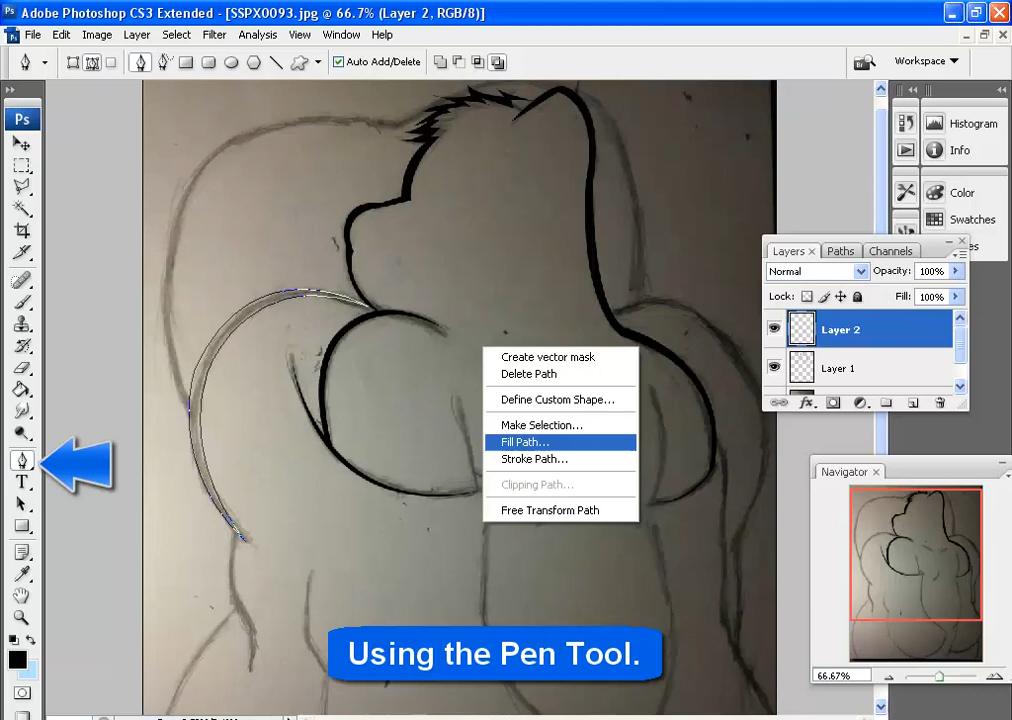 Adobe Photoshop CS3 Extended - [SSPX0093.jpg @ 66.7% (Layer 2, RGB/8)]
File Edit Image Layer Select Filter Analysis View Window Help
Auto Add/Delete Workspace
Ps
Histogram
Info
Color
Swatches
Layers Paths Channels
Normal Opacity: 100%
Lock: Fill: 100%
Layer 2
Layer 1
Create vector mask
Delete Path
Define Custom Shape...
Make Selection...
Fill Path...
Stroke Path...
Clipping Path...
Free Transform Path
Navigator
66.67%
Using the Pen Tool.